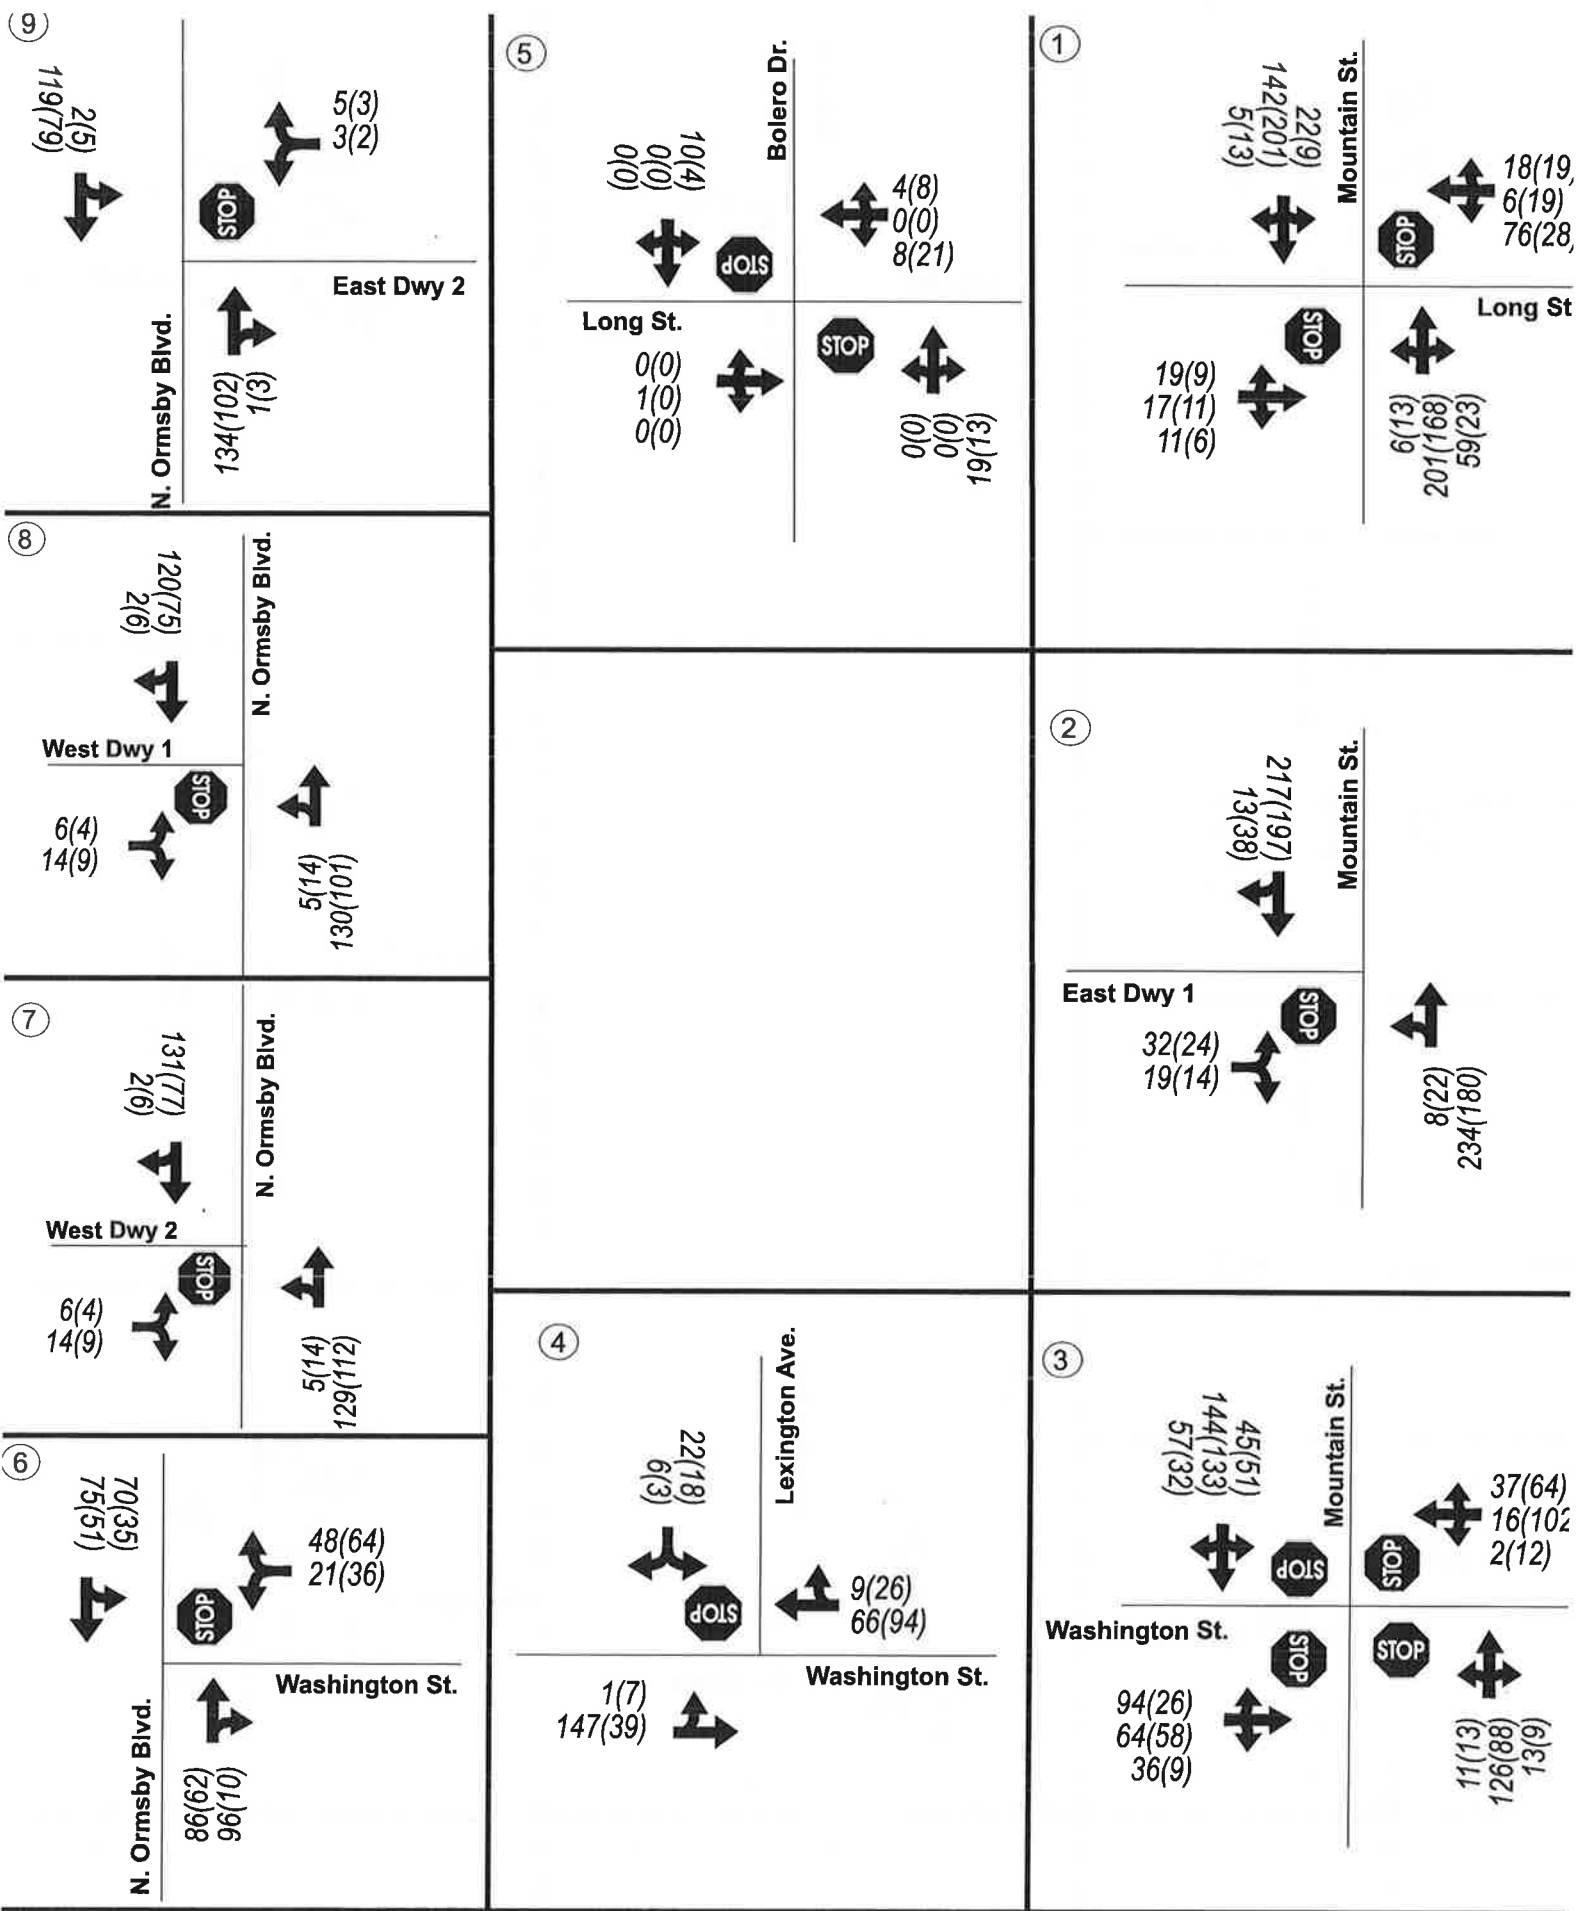 9
119(79)
2(5)
5(3)
3(2)
STOP
East Dwy 2
N. Ormsby Blvd.
134(102)
1(3)
5
Bolero Dr.
10(4)
0(0)
0(0)
STOP
4(8)
0(0)
8(21)
Long St.
0(0)
1(0)
0(0)
STOP
0(0)
0(0)
19(13)
1
Mountain St.
22(9)
142(201)
5(13)
STOP
18(19
6(19)
76(28
Long St
STOP
19(9)
17(11)
11(6)
6(13)
201(168)
59(23)
8
120(75)
2(6)
N. Ormsby Blvd.
West Dwy 1
STOP
6(4)
14(9)
5(14)
130(101)
2
Mountain St.
217(197)
13(38)
East Dwy 1
STOP
32(24)
19(14)
8(22)
234(180)
7
131(77)
2(6)
N. Ormsby Blvd.
West Dwy 2
STOP
6(4)
14(9)
5(14)
129(112)
4
Lexington Ave.
22(18)
6(3)
STOP
9(26)
66(94)
Washington St.
1(7)
147(39)
3
Mountain St.
45(51)
144(133)
57(32)
STOP
STOP
37(64)
16(102
2(12)
Washington St.
STOP
STOP
94(26)
64(58)
36(9)
11(13)
126(88)
13(9)
6
70(35)
75(51)
48(64)
21(36)
STOP
Washington St.
N. Ormsby Blvd.
86(62)
96(10)